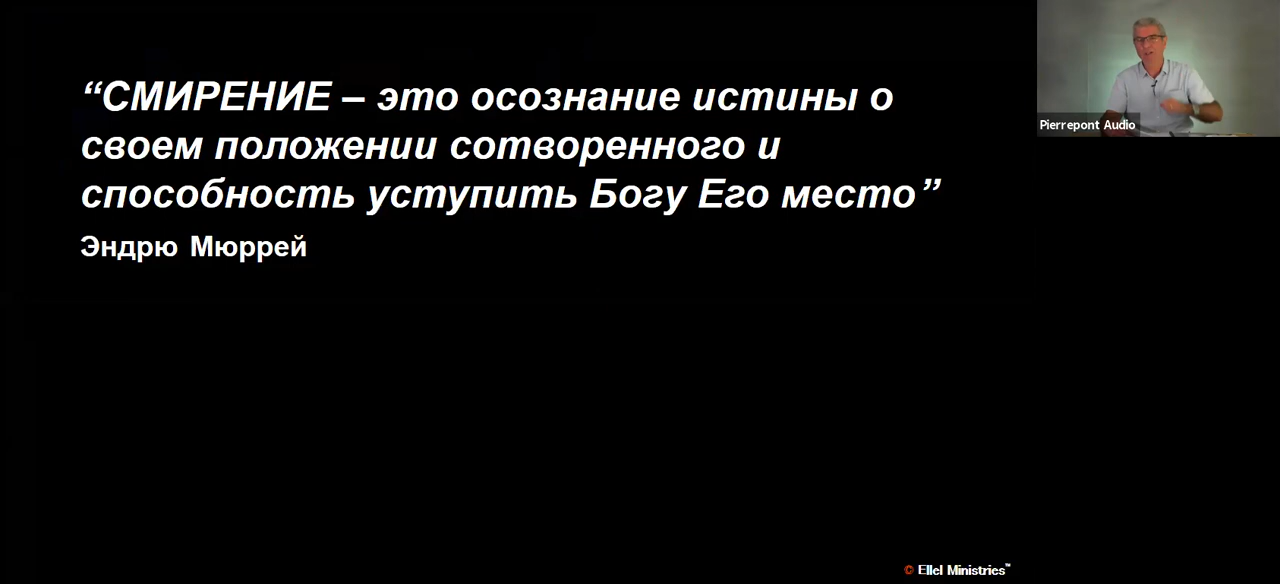 “СМИРЕНИЕ – это осознание истины о
своем положении сотворенного и
способность уступить Богу Его место”
Эндрю Мюррей
Pierrepont Audio
© Ellel Ministries™